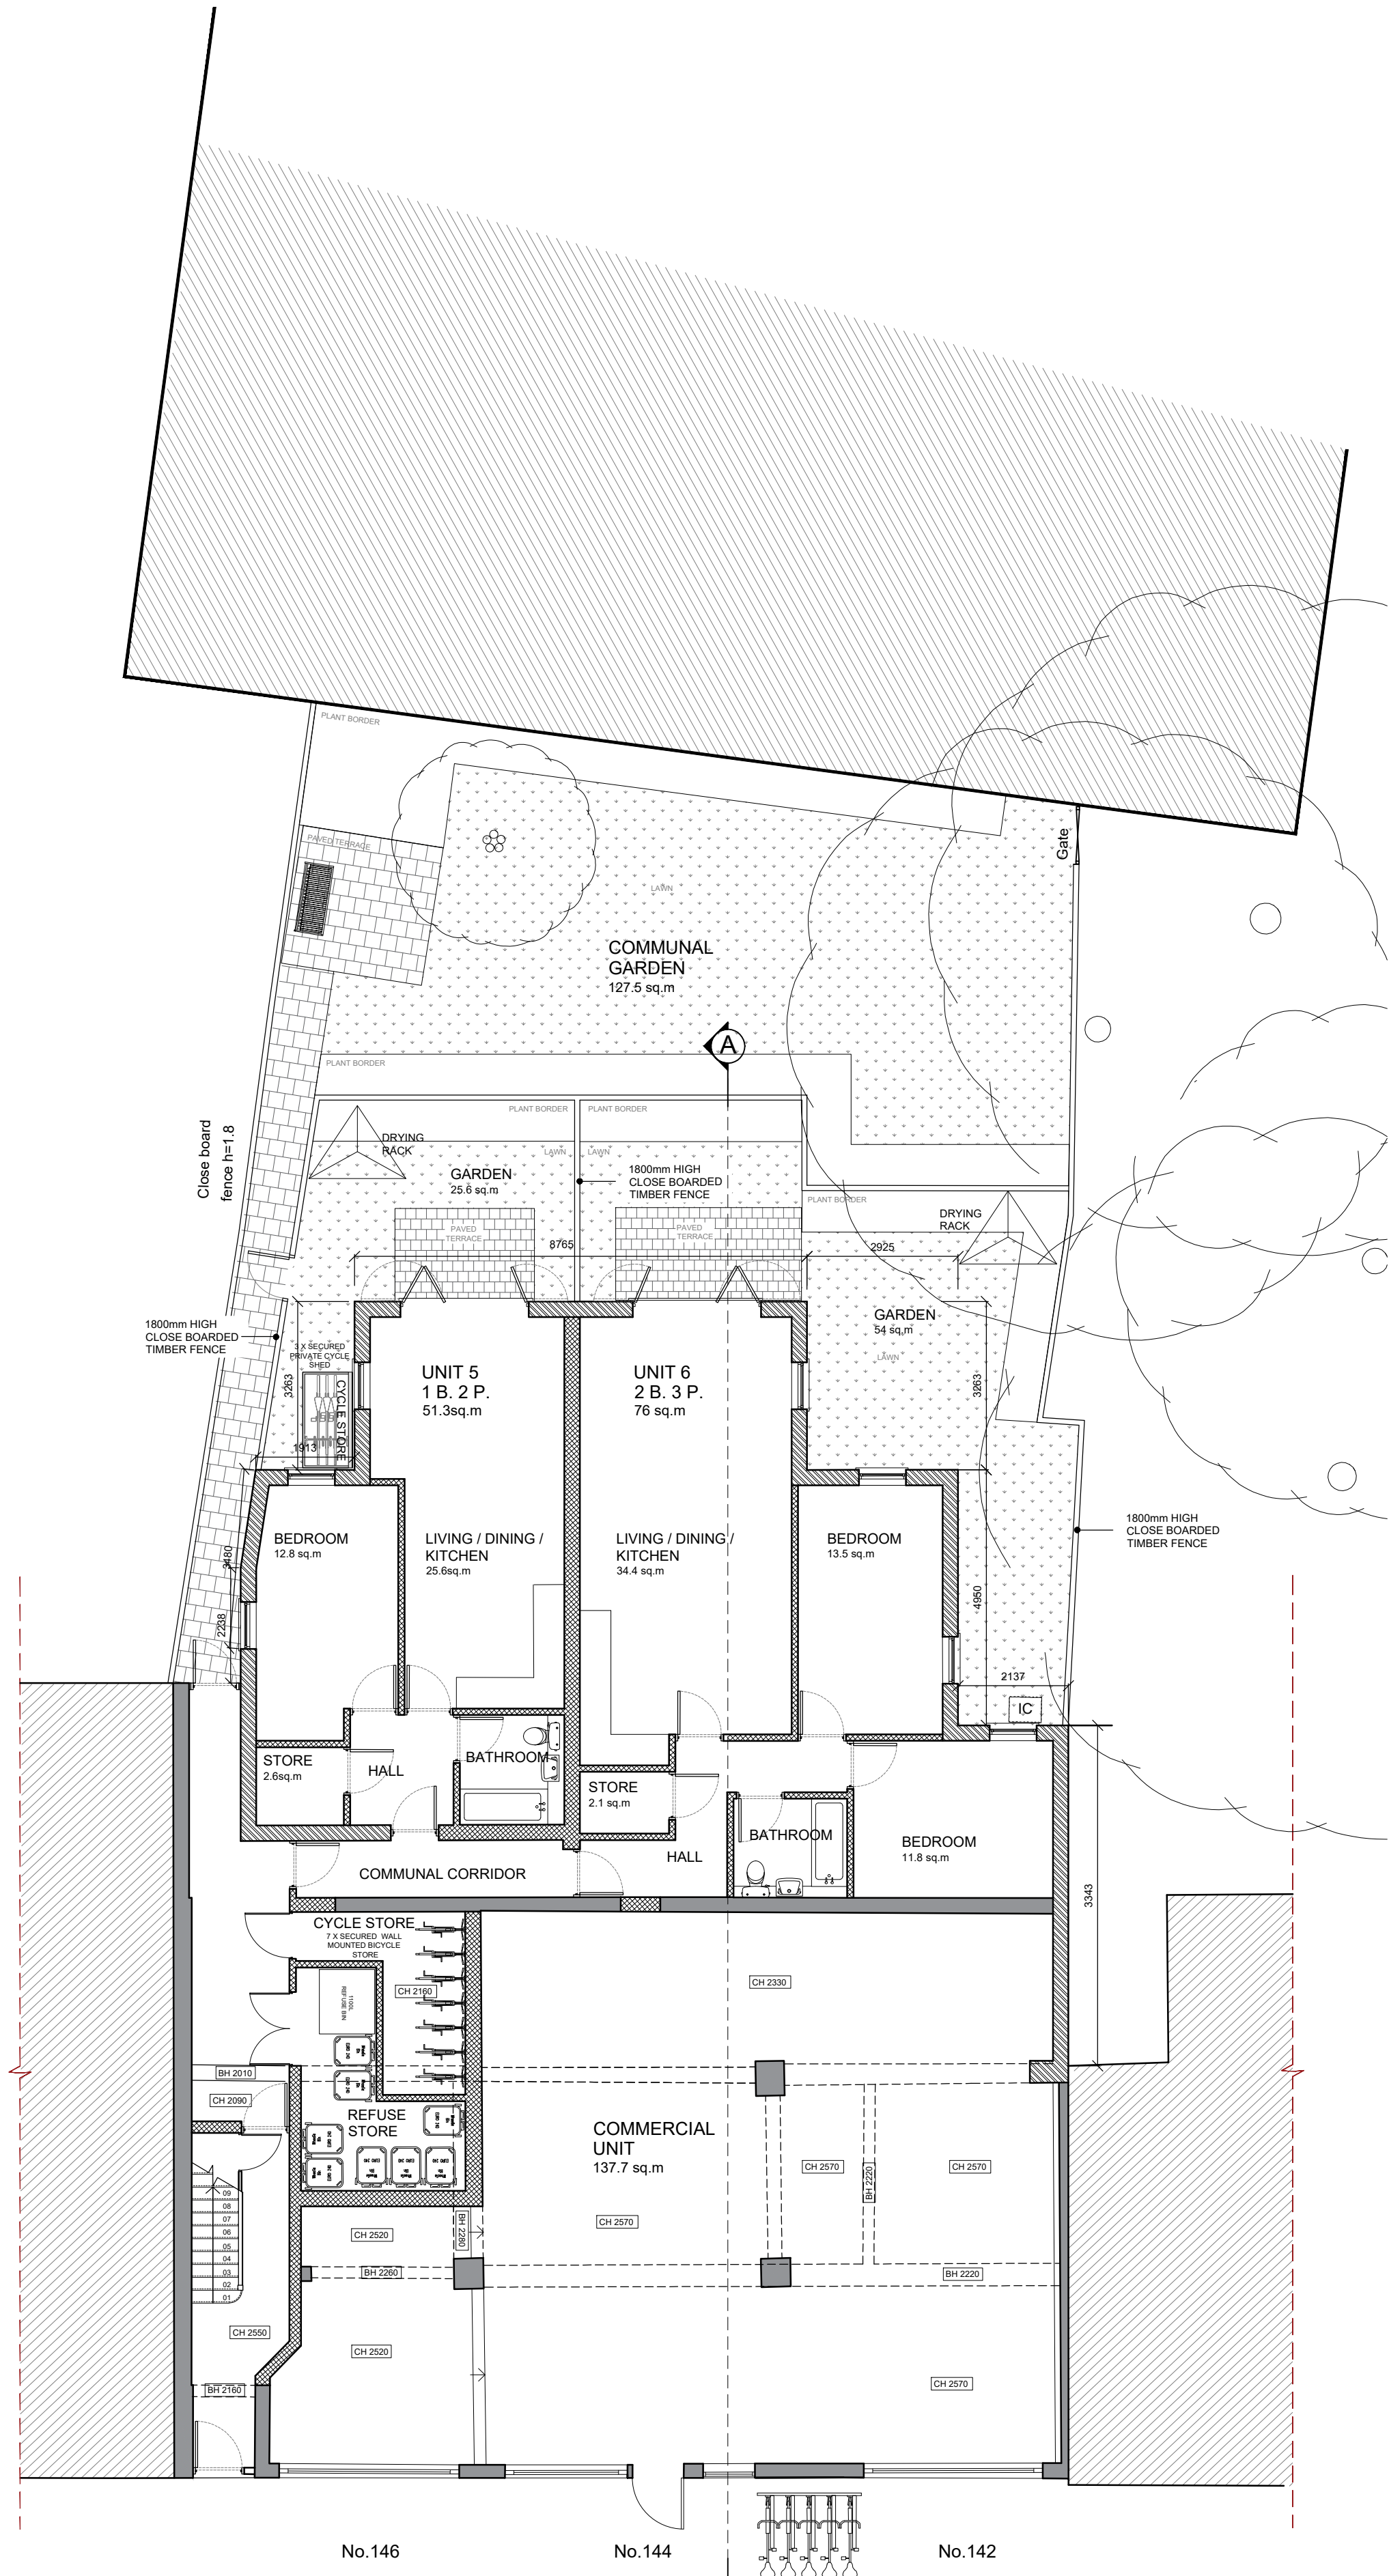 PLANT BORDER
PAVED TERRACE
LAWN
Gate
COMMUNAL
GARDEN
127.5 sq.m
A
PLANT BORDER
Close board
fence h=1.8
PLANT BORDER
PLANT BORDER
DRYING
RACK
LAWN
LAWN
GARDEN
25.6 sq.m
1800mm HIGH
CLOSE BOARDED
TIMBER FENCE
PLANT BORDER
DRYING
RACK
PAVED
TERRACE
PAVED
TERRACE
8765
2925
GARDEN
54 sq.m
LAWN
1800mm HIGH
CLOSE BOARDED
TIMBER FENCE
3 X SECURED
PRIVATE CYCLE
SHED
3263
CYCLE STORE
1913
UNIT 5
1 B. 2 P.
51.3sq.m
UNIT 6
2 B. 3 P.
76 sq.m
3263
BEDROOM
12.8 sq.m
LIVING / DINING /
KITCHEN
25.6sq.m
LIVING / DINING /
KITCHEN
34.4 sq.m
BEDROOM
13.5 sq.m
1800mm HIGH
CLOSE BOARDED
TIMBER FENCE
3480
2238
4950
2137
IC
STORE
2.6sq.m
HALL
BATHROOM
STORE
2.1 sq.m
BATHROOM
HALL
BEDROOM
11.8 sq.m
COMMUNAL CORRIDOR
3343
CYCLE STORE
7 X SECURED WALL
MOUNTED BICYCLE
STORE
CH 2160
CH 2330
1100L
REFUSE BIN
BH 2010
CH 2090
REFUSE
STORE
COMMERCIAL
UNIT
137.7 sq.m
CH 2570
BH 2220
CH 2570
09
08
07
06
05
04
03
02
01
CH 2520
BH 2280
CH 2570
BH 2260
BH 2220
CH 2550
CH 2520
BH 2160
CH 2570
No.146
No.144
No.142